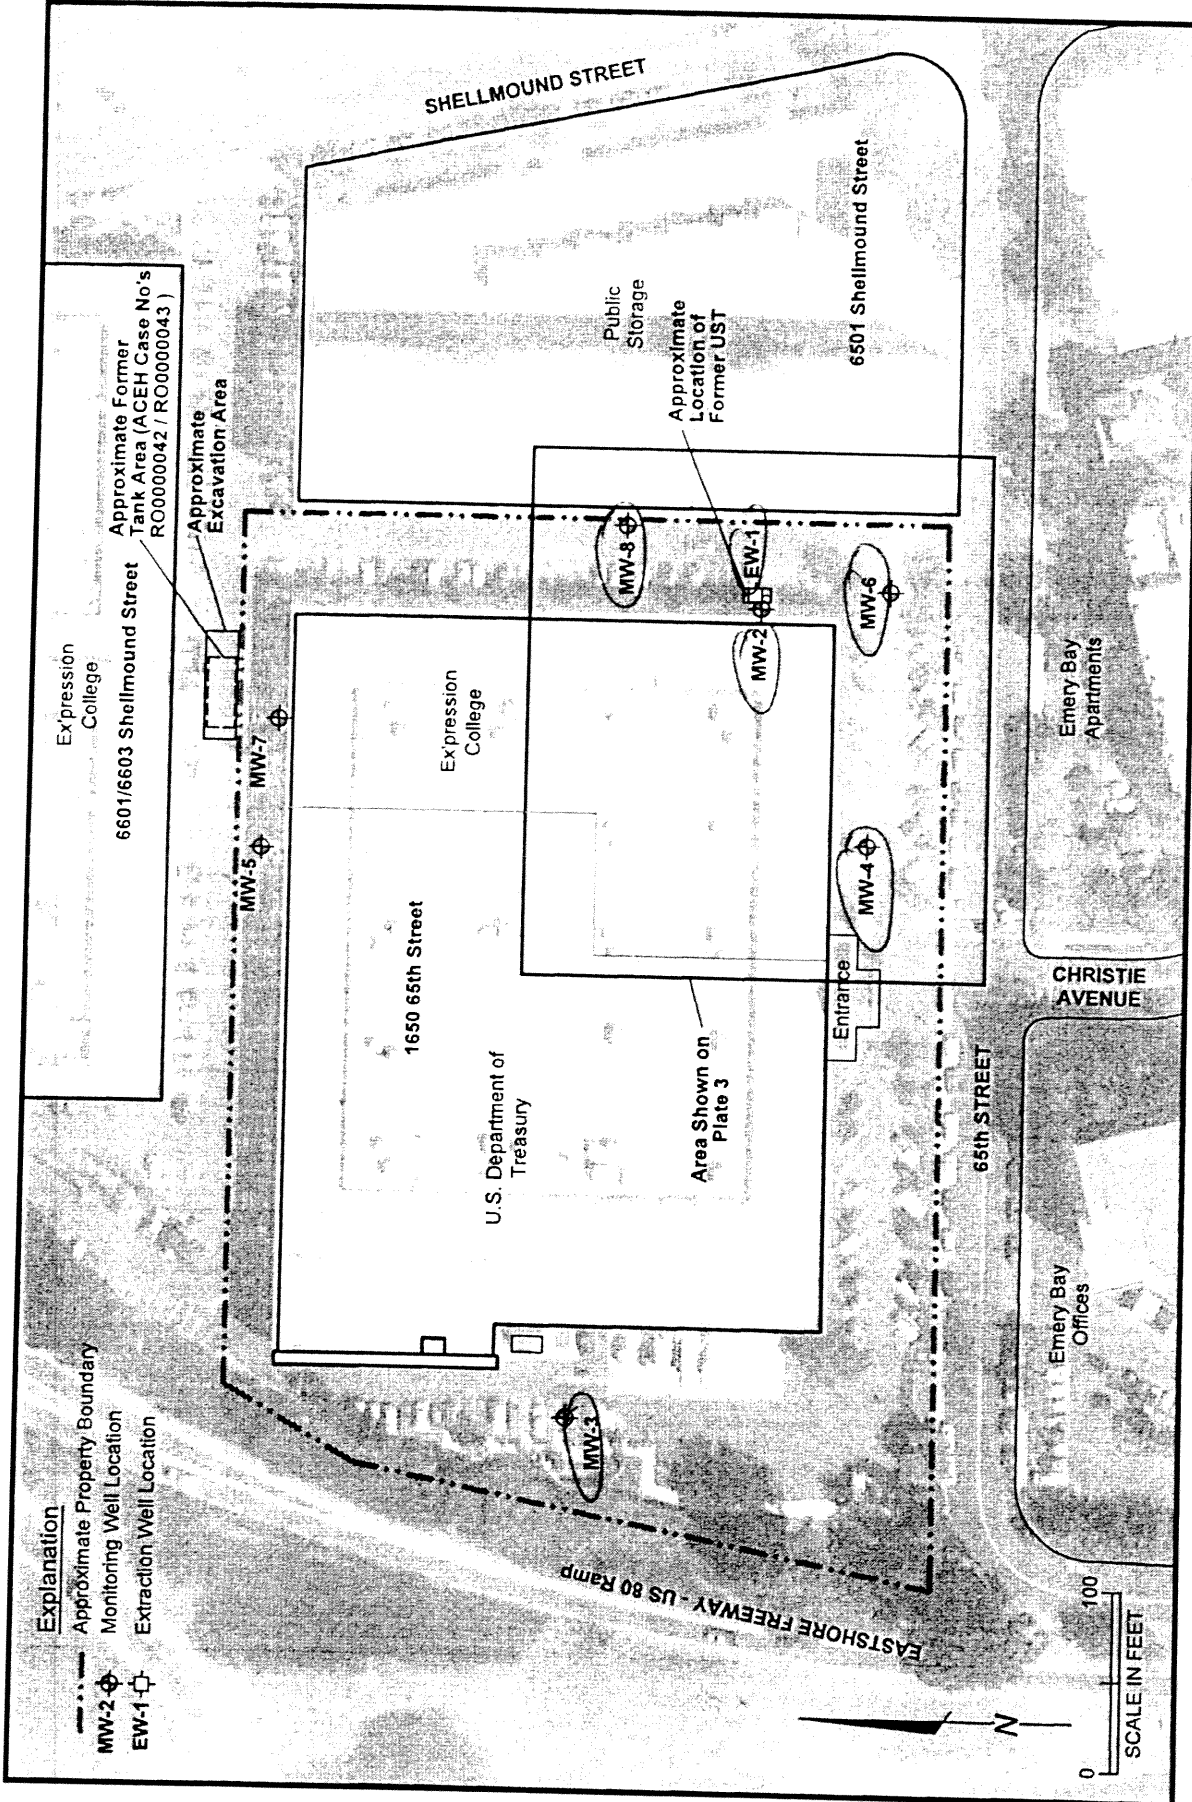 Explanation
Approximate Property Boundary
MW-2 Monitoring Well Location
EW-1 Extraction Well Location
Ex'pression
College
6601/6603 Shellmound Street
Approximate Former
Tank Area (ACEH Case No's
RO0000042 / RO0000043 )
Approximate
Excavation Area
SHELLMOUND STREET
MW-5
MW-7
U.S. Department of
Treasury
1650 65th Street
Ex'pression
College
Public
Storage
MW-8
Approximate
Location of
Former UST
6501 Shellmound Street
MW-3
Area Shown on
Plate 3
MW-2
EW-1
Entrance
MW-4
MW-6
EASTSHORE FREEWAY - US 80 Ramp
65th STREET
CHRISTIE
AVENUE
Emery Bay
Offices
Emery Bay
Apartments
N
0 100
SCALE IN FEET